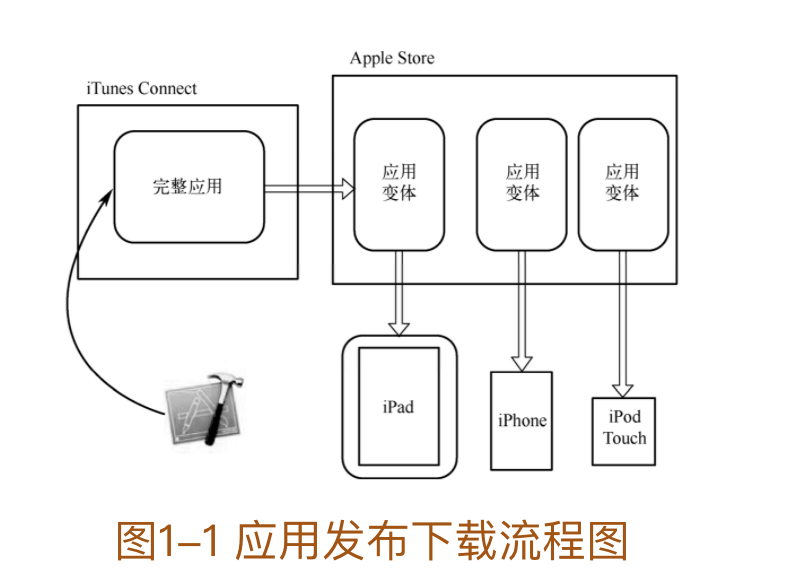 Apple Store
iTunes Connect
完整应用
应用
变体
应用
变体
应用
变体
iPad
iPhone
iPod
Touch
图1–1 应用发布下载流程图